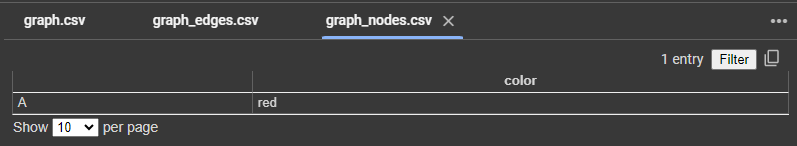 graph.csv graph_edges.csv graph_nodes.csv
1 entry Filter
color
A red
Show 10 per page